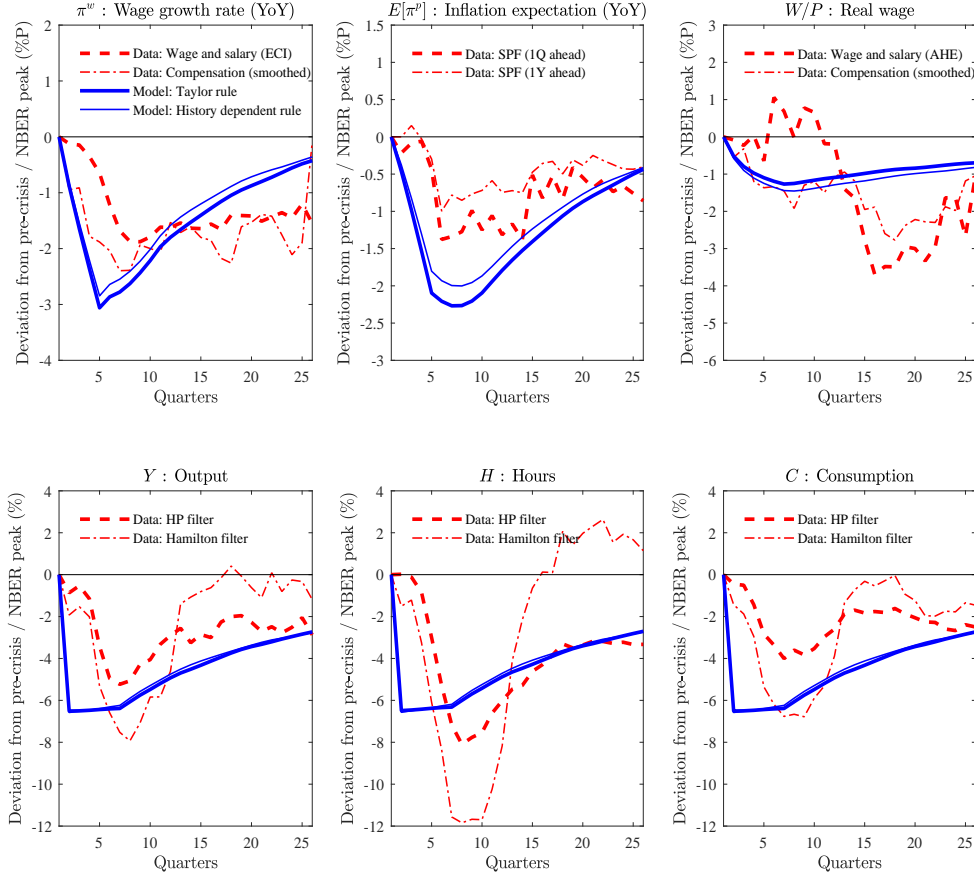 π^w : Wage growth rate (YoY)
Deviation from pre-crisis / NBER peak (%P)
2
1
0
-1
-2
-3
-4
Data: Wage and salary (ECI)
Data: Compensation (smoothed)
Model: Taylor rule
Model: History dependent rule
5 10 15 20 25
Quarters
E[π^p] : Inflation expectation (YoY)
Deviation from pre-crisis / NBER peak (%P)
1.5
1
0.5
0
-0.5
-1
-1.5
-2
-2.5
-3
Data: SPF (1Q ahead)
Data: SPF (1Y ahead)
5 10 15 20 25
Quarters
W/P : Real wage
Deviation from pre-crisis / NBER peak (%)
3
2
1
0
-1
-2
-3
-4
-5
-6
Data: Wage and salary (AHE)
Data: Compensation (smoothed)
5 10 15 20 25
Quarters
Y : Output
Deviation from pre-crisis / NBER peak (%)
4
2
0
-2
-4
-6
-8
-10
-12
Data: HP filter
Data: Hamilton filter
5 10 15 20 25
Quarters
H : Hours
Deviation from pre-crisis / NBER peak (%)
4
2
0
-2
-4
-6
-8
-10
-12
Data: HP filter
Data: Hamilton filter
5 10 15 20 25
Quarters
C : Consumption
Deviation from pre-crisis / NBER peak (%)
4
2
0
-2
-4
-6
-8
-10
-12
Data: HP filter
Data: Hamilton filter
5 10 15 20 25
Quarters